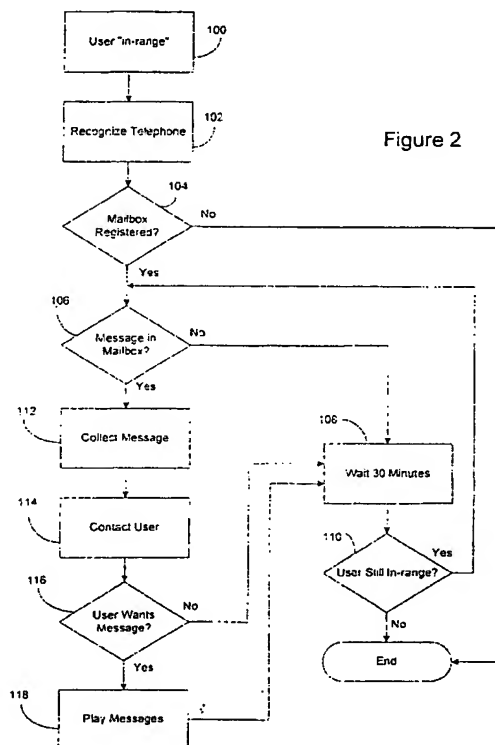 User "in-range"
100
Recognize Telephone
102
Figure 2
104
Mailbox
Registered?
No
Yes
106
Message in
Mailbox?
No
Yes
112
Collect Message
108
Wait 30 Minutes
114
Contact User
110
User Still In-range?
Yes
No
116
User Wants
Message?
No
Yes
End
118
Play Messages